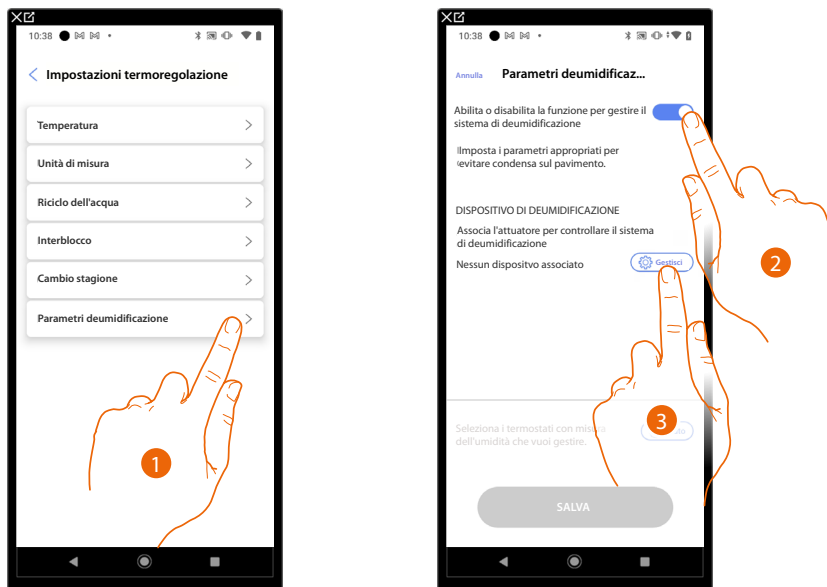 10:38
Impostazioni termoregolazione
Temperatura
Unità di misura
Riciclo dell'acqua
Interblocco
Cambio stagione
Parametri deumidificazione
1
10:38
Annulla Parametri deumidificaz...
Abilita o disabilita la funzione per gestire il
sistema di deumidificazione
IImposta i parametri appropriati per
evitare condensa sul pavimento.
DISPOSITIVO DI DEUMIDIFICAZIONE
Associa l'attuatore per controllare il sistema
di deumidificazione
Nessun dispositvo associato
Gestisci
2
3
Seleziona i termostati con misura
dell'umidità che vuoi gestire.
SALVA